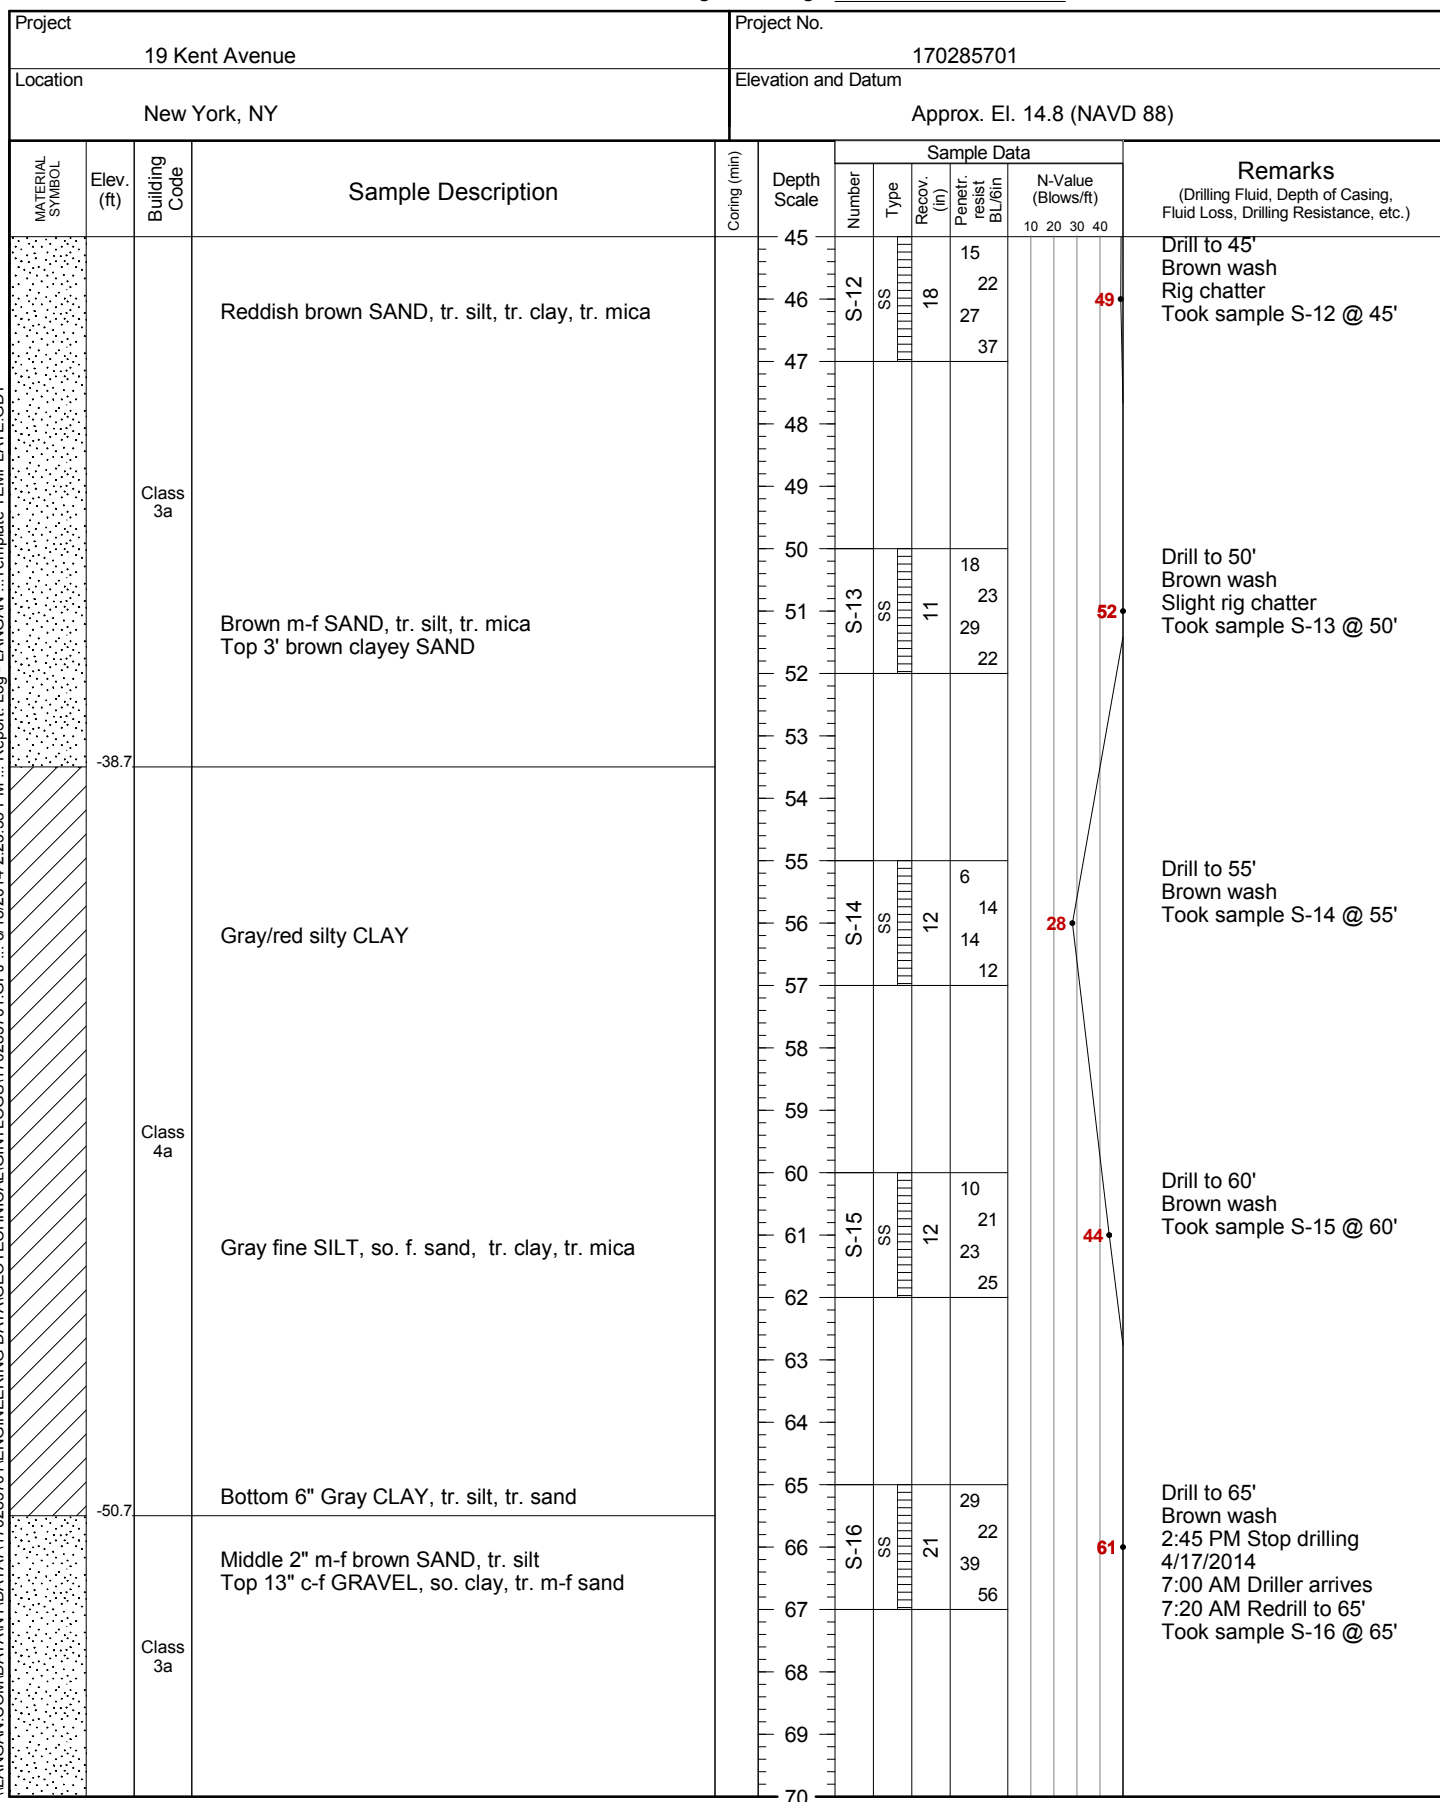 Project
19 Kent Avenue
Project No.
170285701
Location
New York, NY
Elevation and Datum
Approx. El. 14.8 (NAVD 88)
MATERIAL SYMBOL
Elev. (ft)
Building Code
Sample Description
Coring (min)
Depth Scale
Sample Data
Number
Type
Recov. (in)
Penetr. resist BL/6in
N-Value (Blows/ft)
10 20 30 40
Remarks
(Drilling Fluid, Depth of Casing,
Fluid Loss, Drilling Resistance, etc.)
45
46
47
48
49
50
51
52
53
54
55
56
57
58
59
60
61
62
63
64
65
66
67
68
69
70
Class 3a
Reddish brown SAND, tr. silt, tr. clay, tr. mica
S-12
SS
18
15
22
27
37
49
Drill to 45'
Brown wash
Rig chatter
Took sample S-12 @ 45'
Brown m-f SAND, tr. silt, tr. mica
Top 3' brown clayey SAND
S-13
SS
11
18
23
29
22
52
Drill to 50'
Brown wash
Slight rig chatter
Took sample S-13 @ 50'
-38.7
Class 4a
Gray/red silty CLAY
S-14
SS
12
6
14
14
12
28
Drill to 55'
Brown wash
Took sample S-14 @ 55'
Gray fine SILT, so. f. sand, tr. clay, tr. mica
S-15
SS
12
10
21
23
25
44
Drill to 60'
Brown wash
Took sample S-15 @ 60'
Bottom 6" Gray CLAY, tr. silt, tr. sand
-50.7
Class 3a
Middle 2" m-f brown SAND, tr. silt
Top 13" c-f GRAVEL, so. clay, tr. m-f sand
S-16
SS
21
29
22
39
56
61
Drill to 65'
Brown wash
2:45 PM Stop drilling
4/17/2014
7:00 AM Driller arrives
7:20 AM Redrill to 65'
Took sample S-16 @ 65'